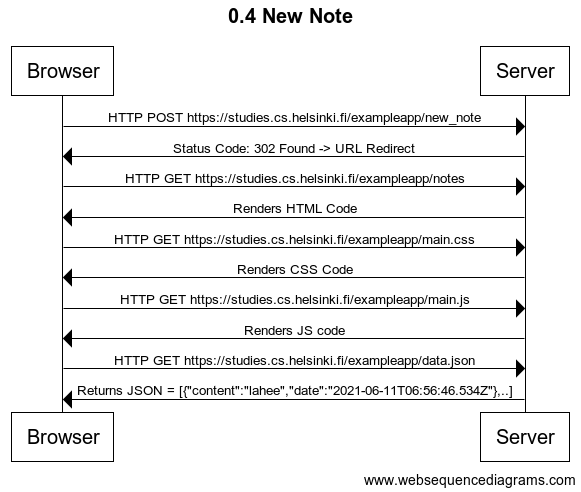 0.4 New Note
Browser Server
HTTP POST https://studies.cs.helsinki.fi/exampleapp/new_note
Status Code: 302 Found -> URL Redirect
HTTP GET https://studies.cs.helsinki.fi/exampleapp/notes
Renders HTML Code
HTTP GET https://studies.cs.helsinki.fi/exampleapp/main.css
Renders CSS Code
HTTP GET https://studies.cs.helsinki.fi/exampleapp/main.js
Renders JS code
HTTP GET https://studies.cs.helsinki.fi/exampleapp/data.json
Returns JSON = [{"content":"lahee","date":"2021-06-11T06:56:46.534Z"},..]
Browser Server
www.websequencediagrams.com